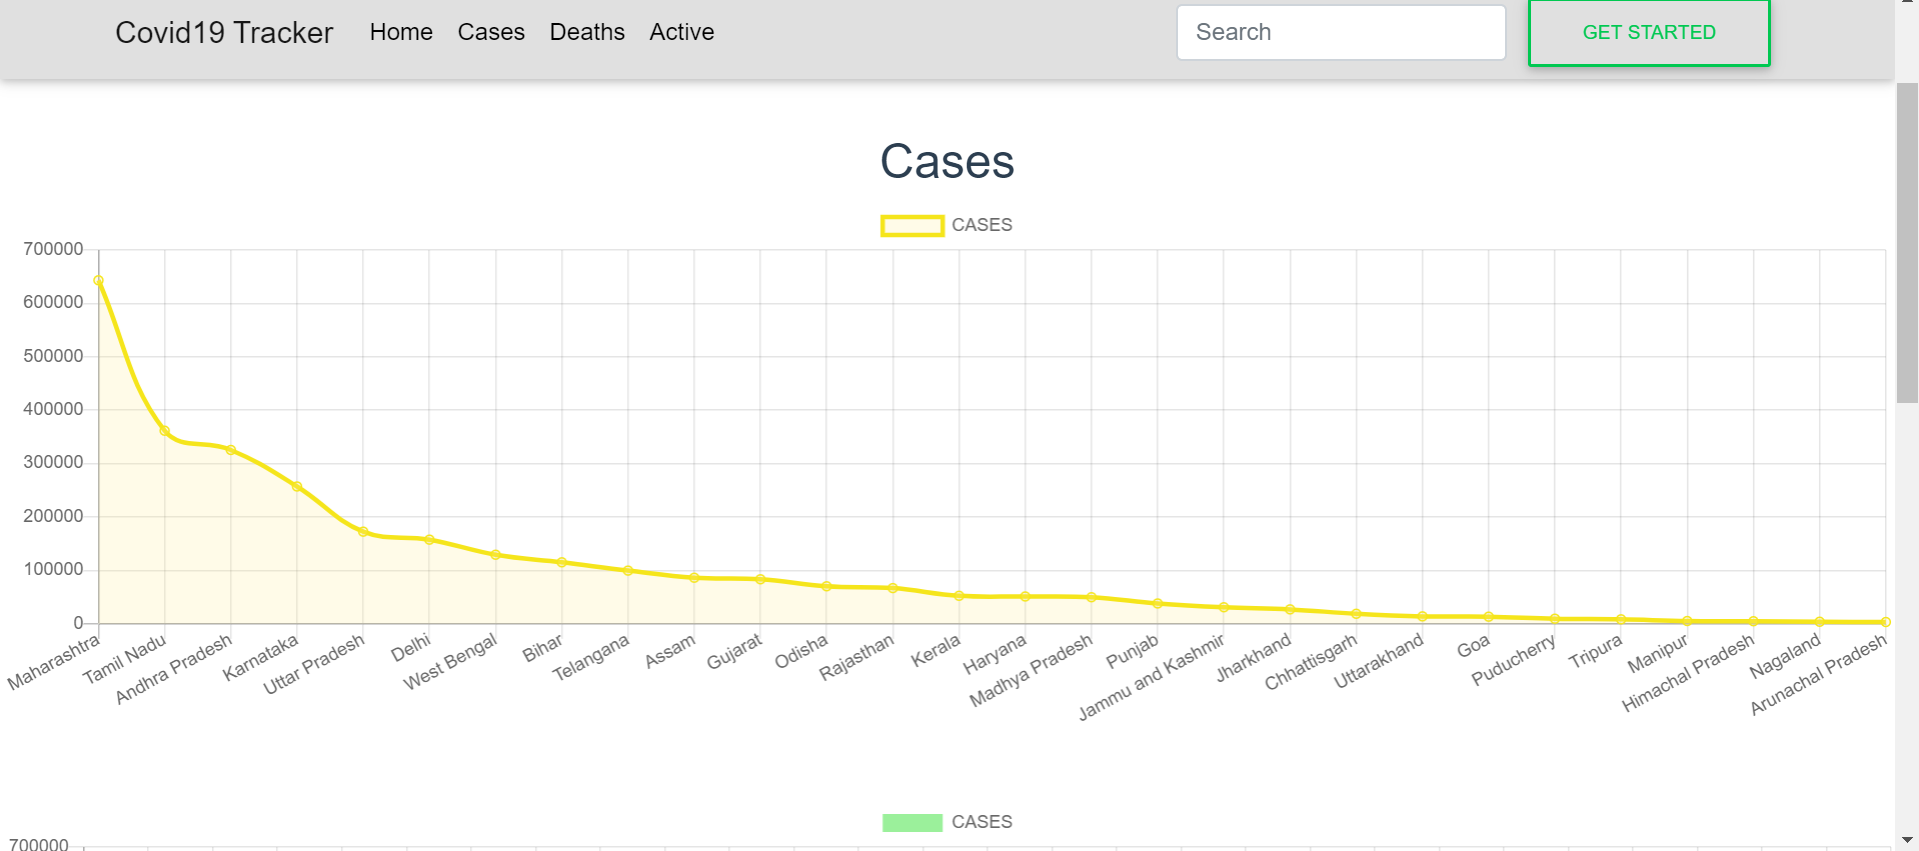 Covid19 Tracker Home Cases Deaths Active Search GET STARTED
Cases
CASES
700000
600000
500000
400000
300000
200000
100000
0
Maharashtra
Tamil Nadu
Andhra Pradesh
Karnataka
Uttar Pradesh
Delhi
West Bengal
Bihar
Telangana
Assam
Gujarat
Odisha
Rajasthan
Kerala
Haryana
Madhya Pradesh
Punjab
Jammu and Kashmir
Jharkhand
Chhattisgarh
Uttarakhand
Goa
Puducherry
Tripura
Manipur
Himachal Pradesh
Nagaland
Arunachal Pradesh
CASES
700000